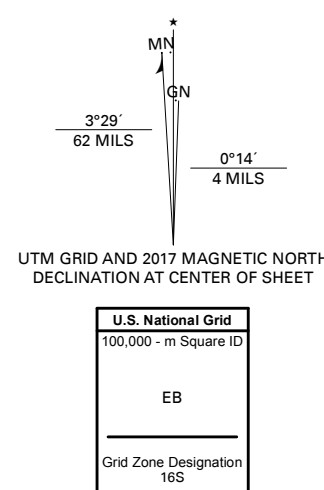 ★
MN
GN
3°29´
62 MILS
0°14´
4 MILS
UTM GRID AND 2017 MAGNETIC NORTH
DECLINATION AT CENTER OF SHEET
U.S. National Grid
100,000 - m Square ID
EB
Grid Zone Designation
16S